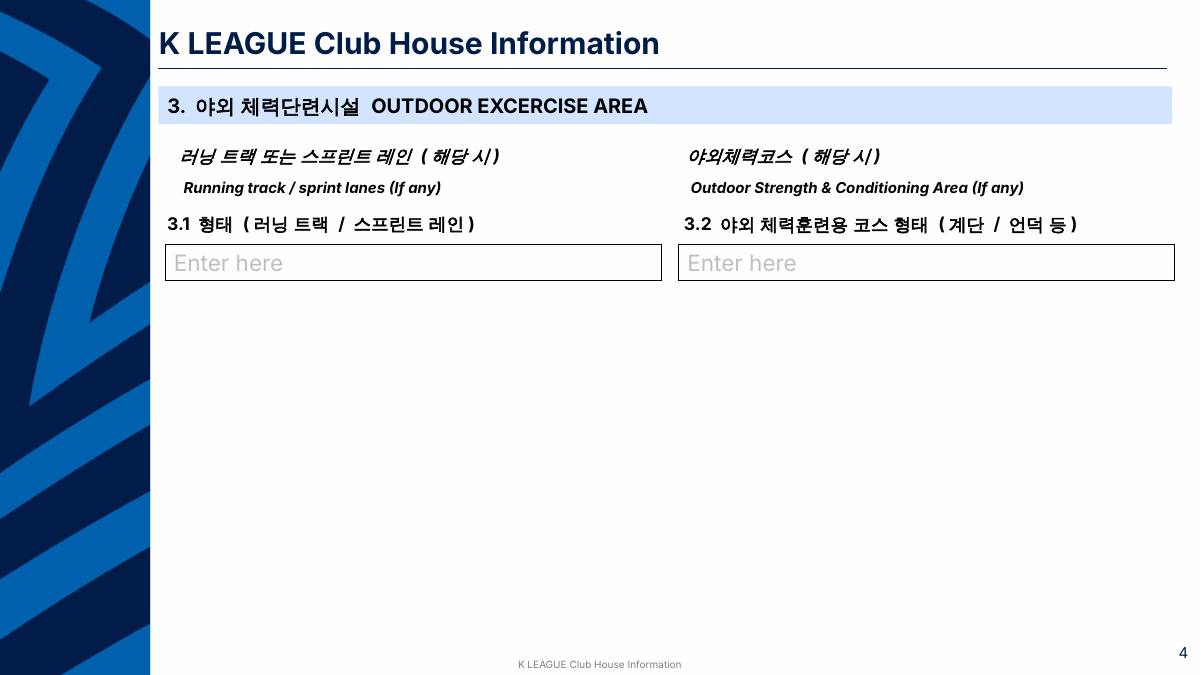 K LEAGUE Club House Information
3. 야외 체력단련시설 OUTDOOR EXCERCISE AREA
러닝 트랙 또는 스프린트 레인 ( 해당 시 )
Running track / sprint lanes (If any)
3.1 형태 ( 러닝 트랙 / 스프린트 레인 )
Enter here
야외체력코스 ( 해당 시 )
Outdoor Strength & Conditioning Area (If any)
3.2 야외 체력훈련용 코스 형태 ( 계단 / 언덕 등 )
Enter here
K LEAGUE Club House Information
4